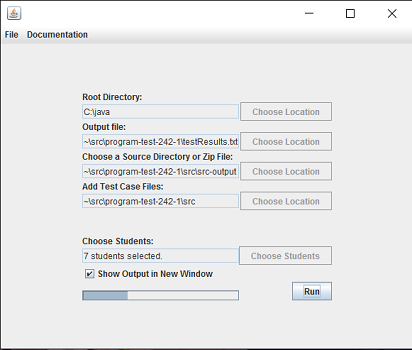 File Documentation
Root Directory:
C:\java Choose Location
Output file:
~\src\program-test-242-1\testResults.txt Choose Location
Choose a Source Directory or Zip File:
~\src\program-test-242-1\src\src-output Choose Location
Add Test Case Files:
~\src\program-test-242-1\src Choose Location
Choose Students:
7 students selected. Choose Students
Show Output in New Window
Run